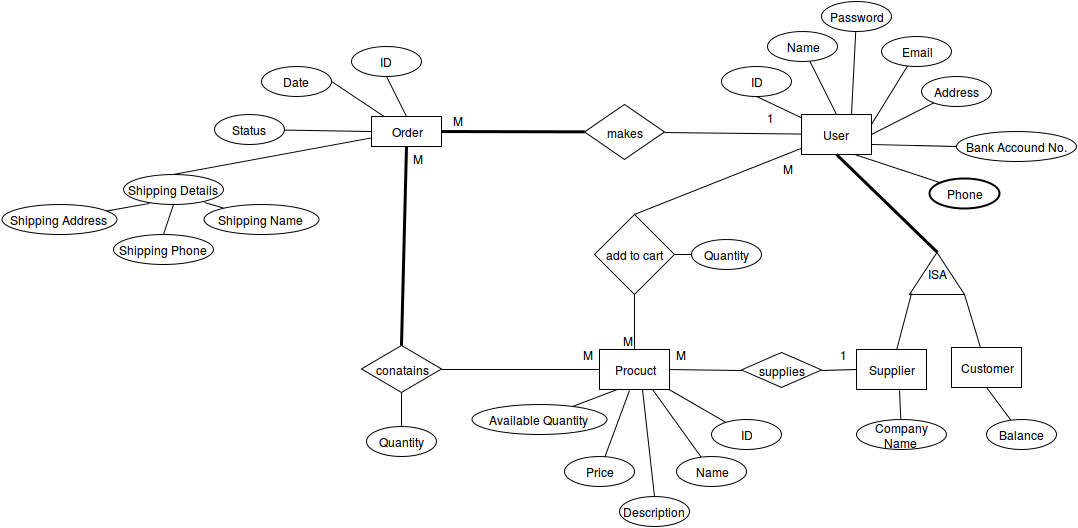 Password
Name
Email
ID
ID
Date
Address
M
1
Status
Order
makes
User
Bank Accound No.
M
M
Shipping Details
Phone
Shipping Address
Shipping Name
Shipping Phone
add to cart
Quantity
ISA
M
M
M
1
conatains
Procuct
supplies
Supplier
Customer
Available Quantity
ID
Company
Name
Balance
Quantity
Price
Name
Description